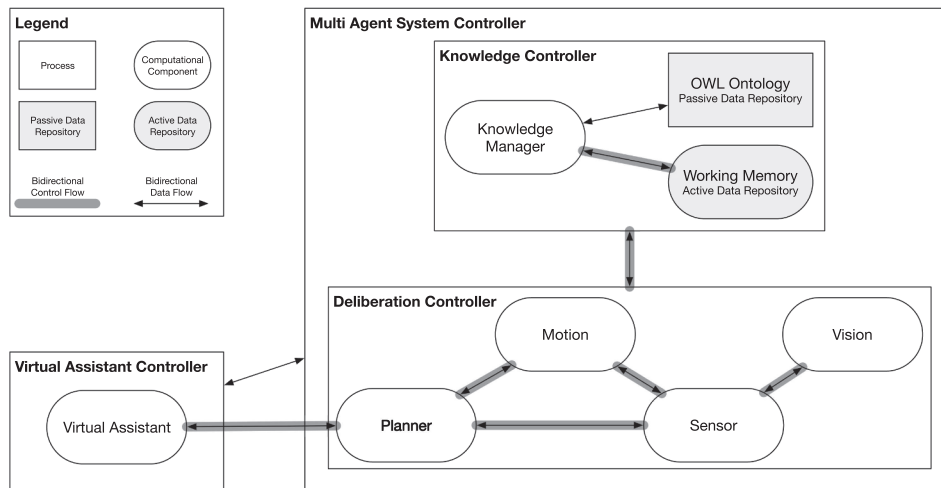 Legend
Process
Computational
Component
Passive Data
Repository
Active Data
Repository
Bidirectional
Control Flow
Bidirectional
Data Flow
Multi Agent System Controller
Knowledge Controller
Knowledge
Manager
OWL Ontology
Passive Data Repository
Working Memory
Active Data Repository
Deliberation Controller
Motion
Vision
Planner
Sensor
Virtual Assistant Controller
Virtual Assistant